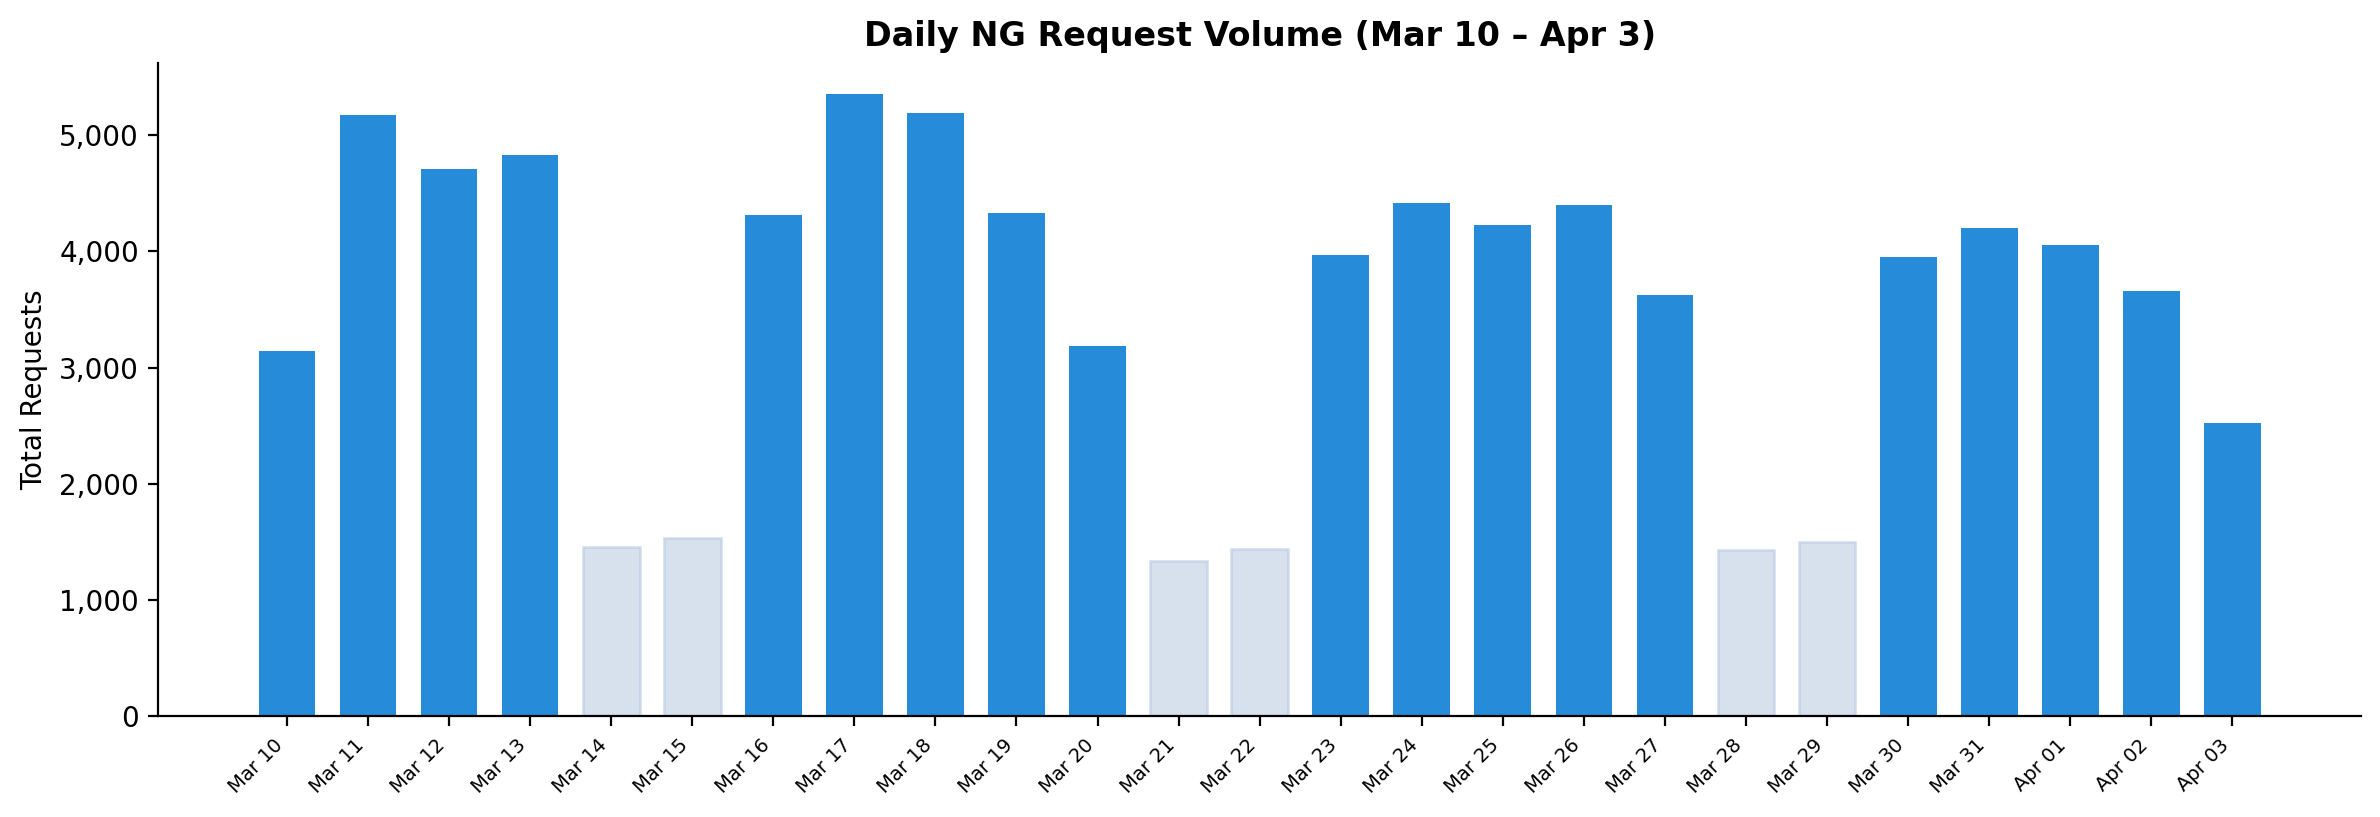 Daily NG Request Volume (Mar 10 – Apr 3)
Total Requests
5,000
4,000
3,000
2,000
1,000
0
Mar 10
Mar 11
Mar 12
Mar 13
Mar 14
Mar 15
Mar 16
Mar 17
Mar 18
Mar 19
Mar 20
Mar 21
Mar 22
Mar 23
Mar 24
Mar 25
Mar 26
Mar 27
Mar 28
Mar 29
Mar 30
Mar 31
Apr 01
Apr 02
Apr 03